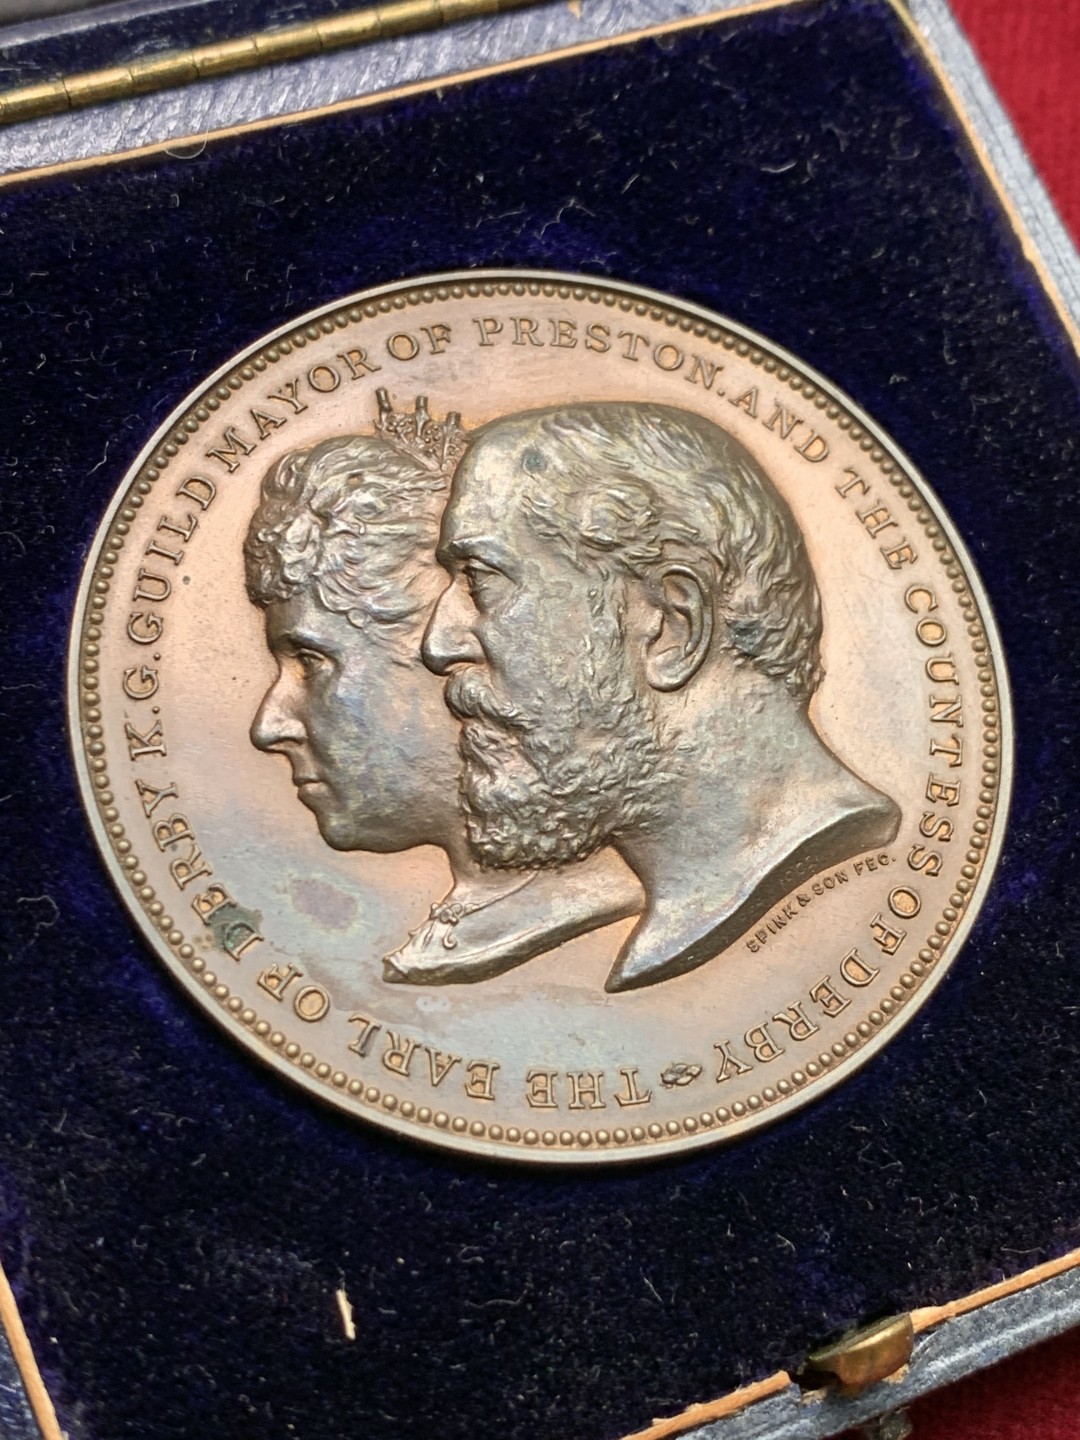 THE EARL OF DERBY K.G. GUILD MAYOR OF PRESTON. AND THE COUNTESS OF DERBY
SPINK & SON FEC.